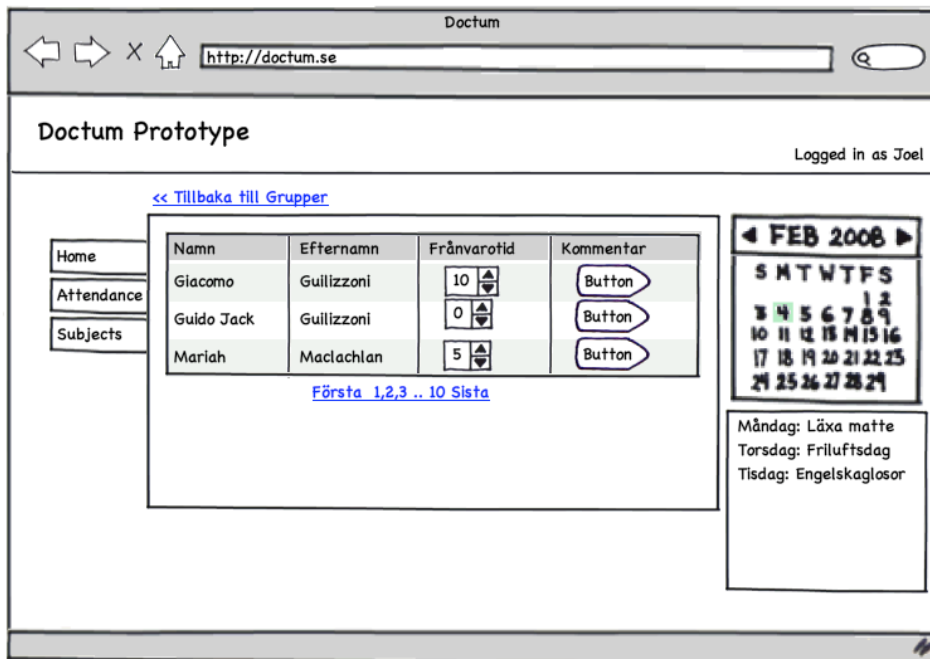 Doctum
http://doctum.se
Doctum Prototype
Logged in as Joel
<< Tillbaka till Grupper
Home
Attendance
Subjects
Namn Efternamn Frånvarotid Kommentar
Giacomo Guilizzoni 10 Button
Guido Jack Guilizzoni 0 Button
Mariah Maclachlan 5 Button
Första 1,2,3 .. 10 Sista
FEB 2008
S M T W T F S
1 2
3 4 5 6 7 8 9
10 11 12 13 14 15 16
17 18 19 20 21 22 23
24 25 26 27 28 29
Måndag: Läxa matte
Torsdag: Friluftsdag
Tisdag: Engelskaglosor